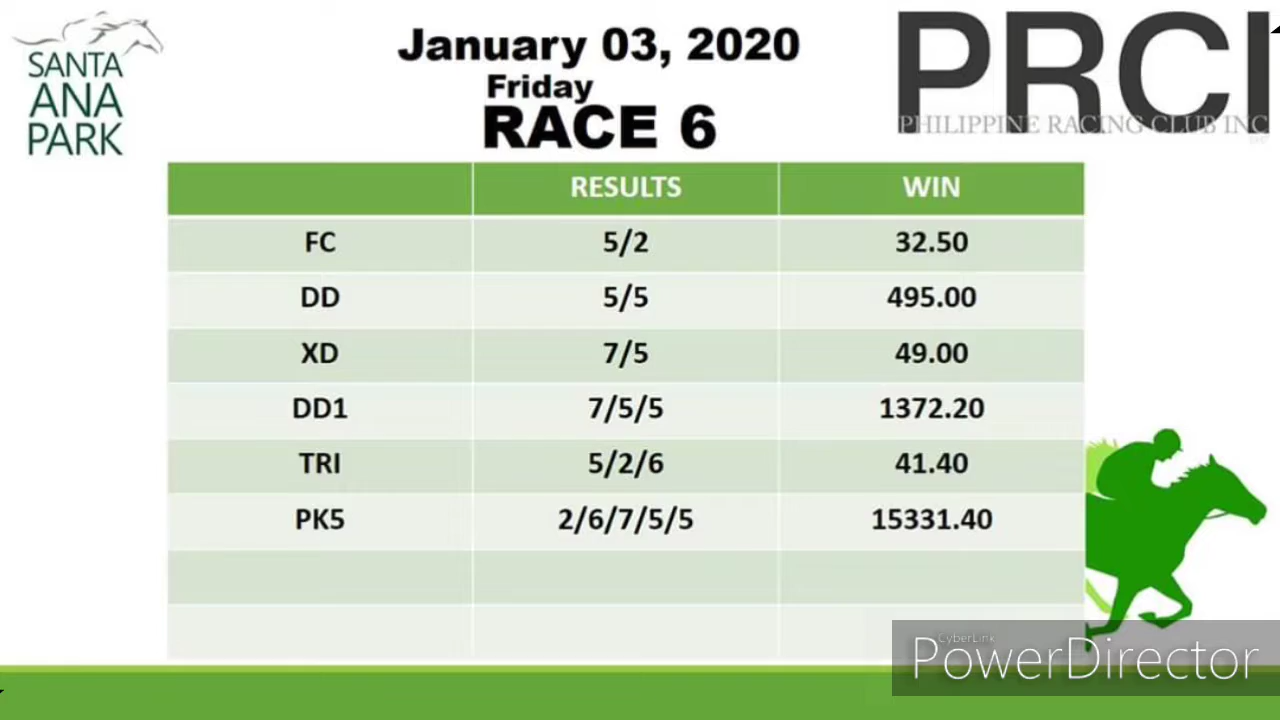 SANTA
ANA
PARK
January 03, 2020
Friday
RACE 6
PRCI
PHILIPPINE RACING CLUB INC
RESULTS WIN
FC 5/2 32.50
DD 5/5 495.00
XD 7/5 49.00
DD1 7/5/5 1372.20
TRI 5/2/6 41.40
PK5 2/6/7/5/5 15331.40
CyberLink
PowerDirector